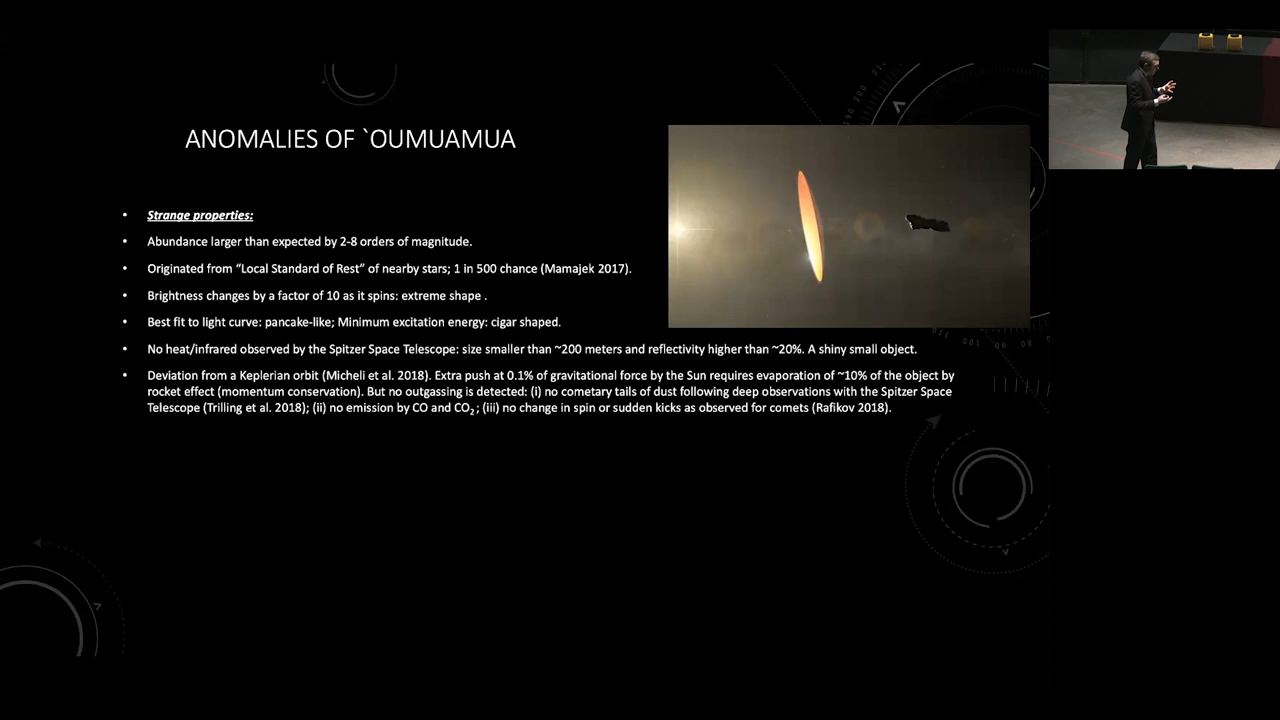 ANOMALIES OF `OUMUAMUA
• Strange properties:
• Abundance larger than expected by 2-8 orders of magnitude.
• Originated from “Local Standard of Rest” of nearby stars; 1 in 500 chance (Mamajek 2017).
• Brightness changes by a factor of 10 as it spins: extreme shape .
• Best fit to light curve: pancake-like; Minimum excitation energy: cigar shaped.
• No heat/infrared observed by the Spitzer Space Telescope: size smaller than ~200 meters and reflectivity higher than ~20%. A shiny small object.
• Deviation from a Keplerian orbit (Micheli et al. 2018). Extra push at 0.1% of gravitational force by the Sun requires evaporation of ~10% of the object by
rocket effect (momentum conservation). But no outgassing is detected: (i) no cometary tails of dust following deep observations with the Spitzer Space
Telescope (Trilling et al. 2018); (ii) no emission by CO and CO₂ ; (iii) no change in spin or sudden kicks as observed for comets (Rafikov 2018).